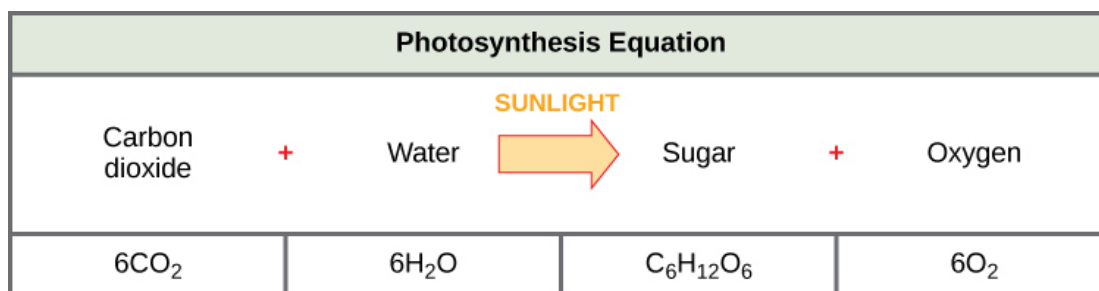 Photosynthesis Equation
SUNLIGHT
Carbon
dioxide
+
Water
Sugar
+
Oxygen
6CO₂
6H₂O
C₆H₁₂O₆
6O₂